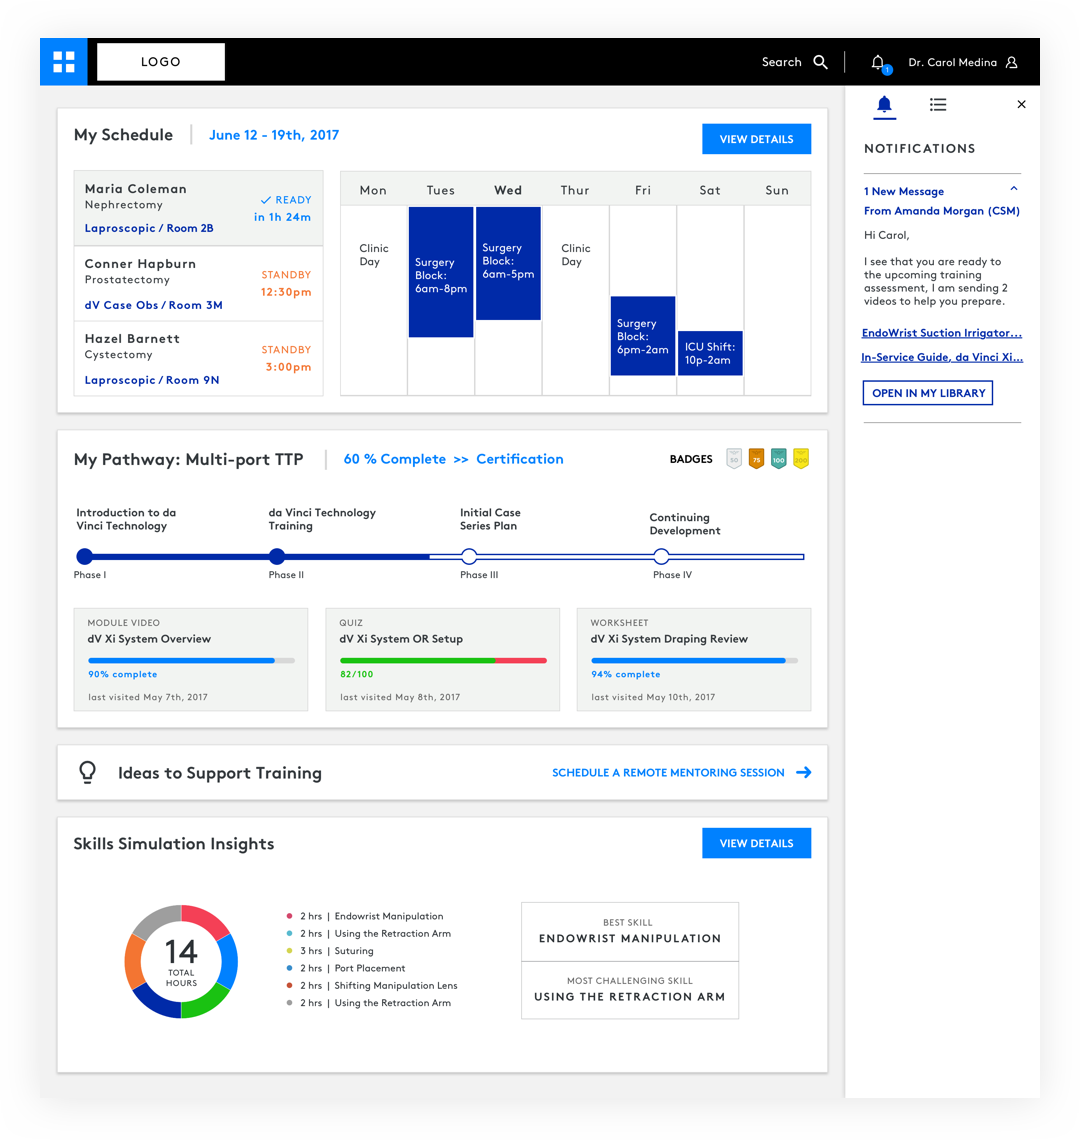 LOGO
Search
1
Dr. Carol Medina
My Schedule
June 12 - 19th, 2017
VIEW DETAILS
Maria Coleman
Nephrectomy
Laproscopic / Room 2B
READY
in 1h 24m
Conner Hapburn
Prostatectomy
dV Case Obs / Room 3M
STANDBY
12:30pm
Hazel Barnett
Cystectomy
Laproscopic / Room 9N
STANDBY
3:00pm
Mon Tues Wed Thur Fri Sat Sun
Clinic
Day
Surgery
Block:
6am-8pm
Surgery
Block:
6am-5pm
Clinic
Day
Surgery
Block:
6pm-2am
ICU Shift:
10p-2am
My Pathway: Multi-port TTP
60 % Complete >> Certification
BADGES
50
75
100
200
Introduction to da
Vinci Technology
da Vinci Technology
Training
Initial Case
Series Plan
Continuing
Development
Phase I
Phase II
Phase III
Phase IV
MODULE VIDEO
dV Xi System Overview
90% complete
last visited May 7th, 2017
QUIZ
dV Xi System OR Setup
82/100
last visited May 8th, 2017
WORKSHEET
dV Xi System Draping Review
94% complete
last visited May 10th, 2017
Ideas to Support Training
SCHEDULE A REMOTE MENTORING SESSION
Skills Simulation Insights
VIEW DETAILS
14
TOTAL
HOURS
2 hrs | Endowrist Manipulation
2 hrs | Using the Retraction Arm
3 hrs | Suturing
2 hrs | Port Placement
2 hrs | Shifting Manipulation Lens
2 hrs | Using the Retraction Arm
BEST SKILL
ENDOWRIST MANIPULATION
MOST CHALLENGING SKILL
USING THE RETRACTION ARM
NOTIFICATIONS
1 New Message
From Amanda Morgan (CSM)
Hi Carol,
I see that you are ready to
the upcoming training
assessment, I am sending 2
videos to help you prepare.
EndoWrist Suction Irrigator...
In-Service Guide, da Vinci Xi...
OPEN IN MY LIBRARY